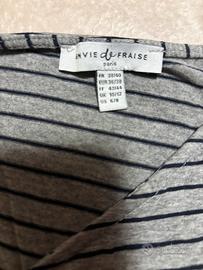 ENVIE de FRAISE
paris
FR 38/40
EUR 36/38
IT 42/44
UK 10/12
US 6/8